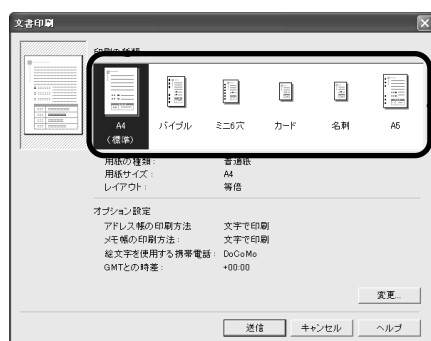 文書印刷
印刷の種類
A4
(標準)
バイブル
ミニ6穴
カード
名刺
A5
用紙の種類： 普通紙
用紙サイズ： A4
レイアウト： 等倍
オプション設定
アドレス帳の印刷方法 文字で印刷
メモ帳の印刷方法： 文字で印刷
絵文字を使用する携帯電話： DoCoMo
GMTとの時差： +00:00
変更...
送信 キャンセル ヘルプ